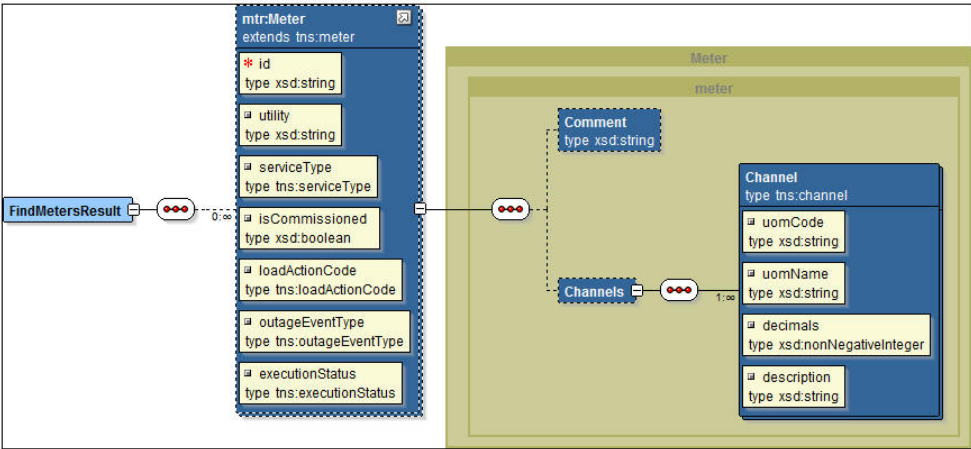 FindMetersResult
0:∞
mtr:Meter
extends tns:meter
* id
type xsd:string
utility
type xsd:string
serviceType
type tns:serviceType
isCommissioned
type xsd:boolean
loadActionCode
type tns:loadActionCode
outageEventType
type tns:outageEventType
executionStatus
type tns:executionStatus
Meter
meter
Comment
type xsd:string
Channels
1:∞
Channel
type tns:channel
uomCode
type xsd:string
uomName
type xsd:string
decimals
type xsd:nonNegativeInteger
description
type xsd:string